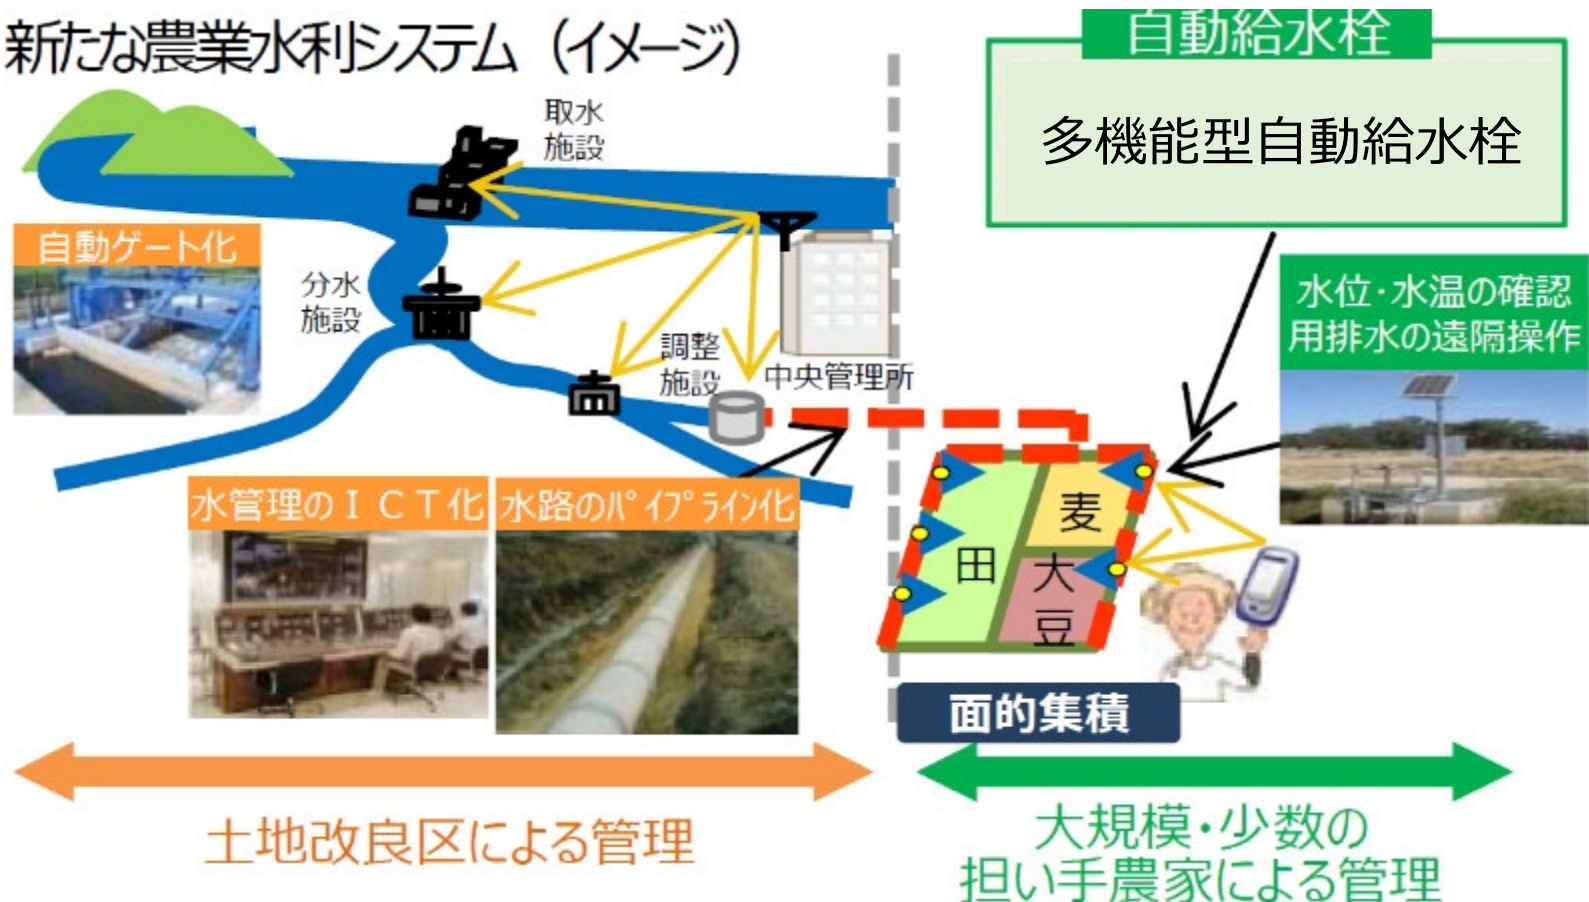 新たな農業水利システム（イメージ）
自動給水栓
多機能型自動給水栓
取水
施設
自動ゲート化
分水
施設
水位・水温の確認
用排水の遠隔操作
調整
施設
中央管理所
水管理のＩＣＴ化
水路のﾊﾟｲﾌﾟﾗｲﾝ化
麦
田
大
豆
面的集積
土地改良区による管理
大規模・少数の
担い手農家による管理